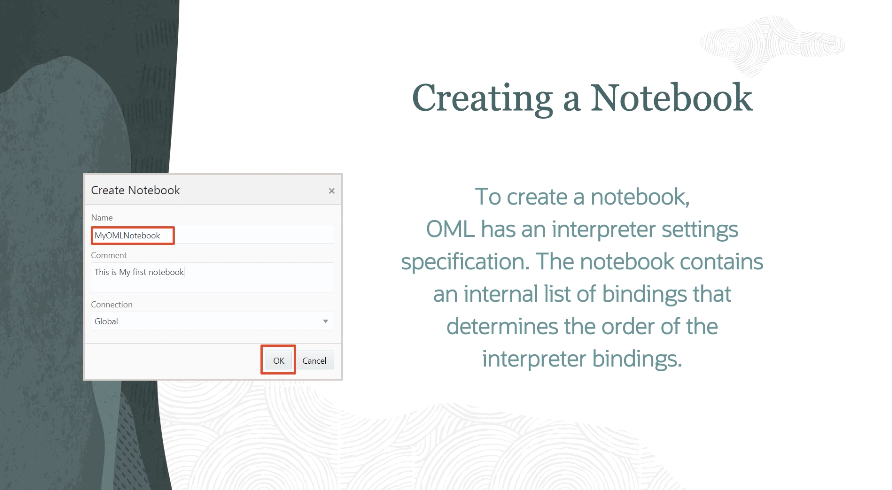 Creating a Notebook
Create Notebook ×
Name
MyOMLNotebook
Comment
This is My first notebook
Connection
Global
OK Cancel
To create a notebook,
OML has an interpreter settings
specification. The notebook contains
an internal list of bindings that
determines the order of the
interpreter bindings.